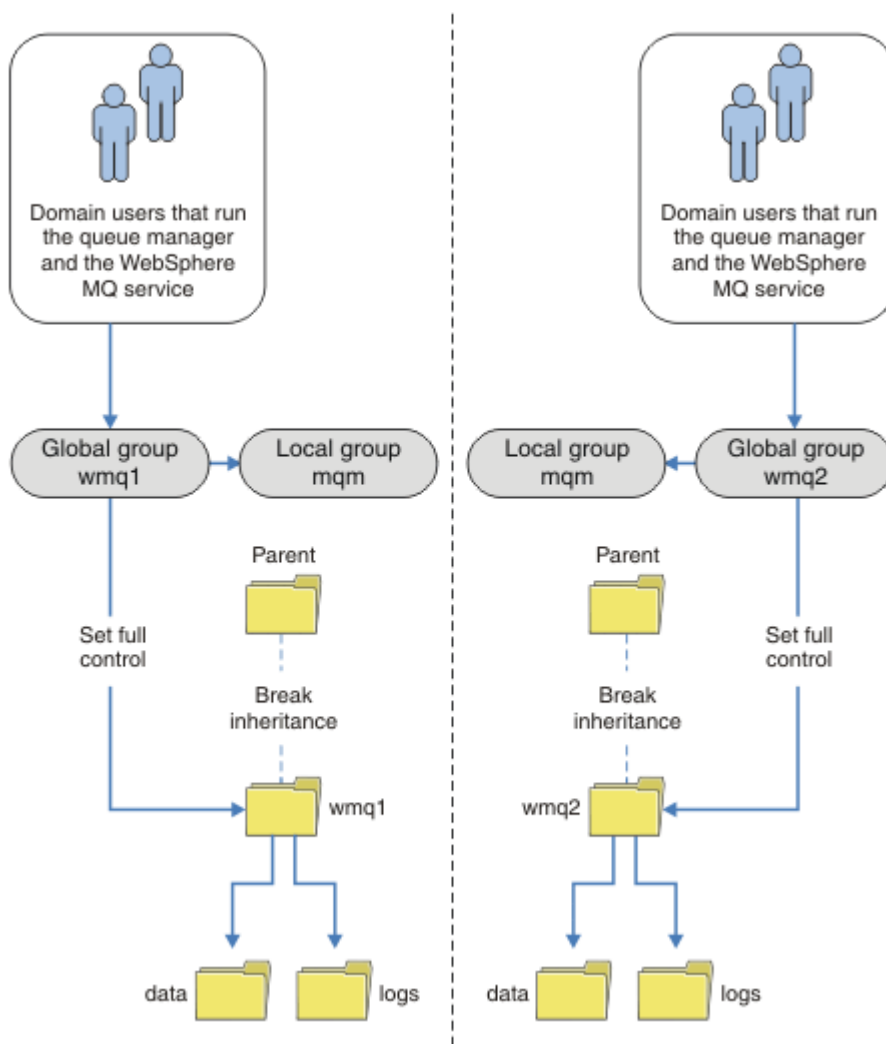 Domain users that run
the queue manager
and the WebSphere
MQ service
Global group
wmq1
Local group
mqm
Parent
Set full
control
Break
inheritance
wmq1
data
logs
Domain users that run
the queue manager
and the WebSphere
MQ service
Local group
mqm
Global group
wmq2
Parent
Set full
control
Break
inheritance
wmq2
data
logs